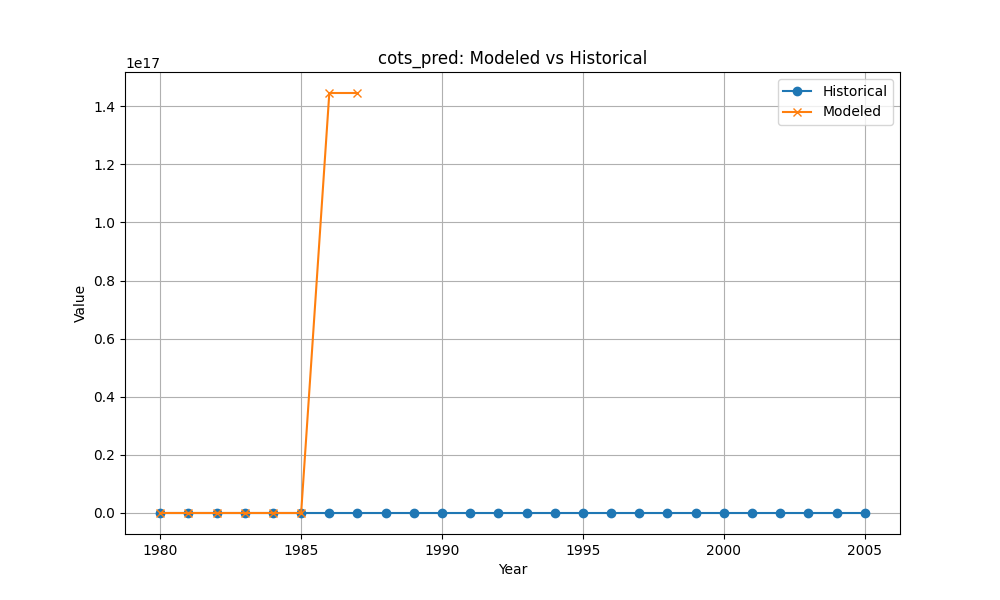 cots_pred: Modeled vs Historical
1e17
Historical
Modeled
1.4
1.2
1.0
0.8
0.6
0.4
0.2
0.0
Value
1980
1985
1990
1995
2000
2005
Year